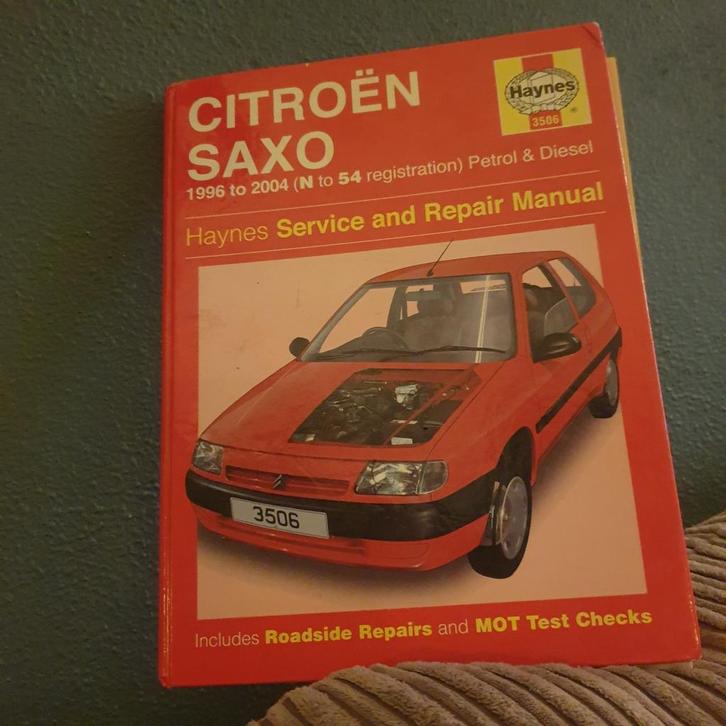 CITROËN
SAXO
1996 to 2004 (N to 54 registration) Petrol & Diesel
Haynes
3506
Haynes Service and Repair Manual
3506
Includes Roadside Repairs and MOT Test Checks